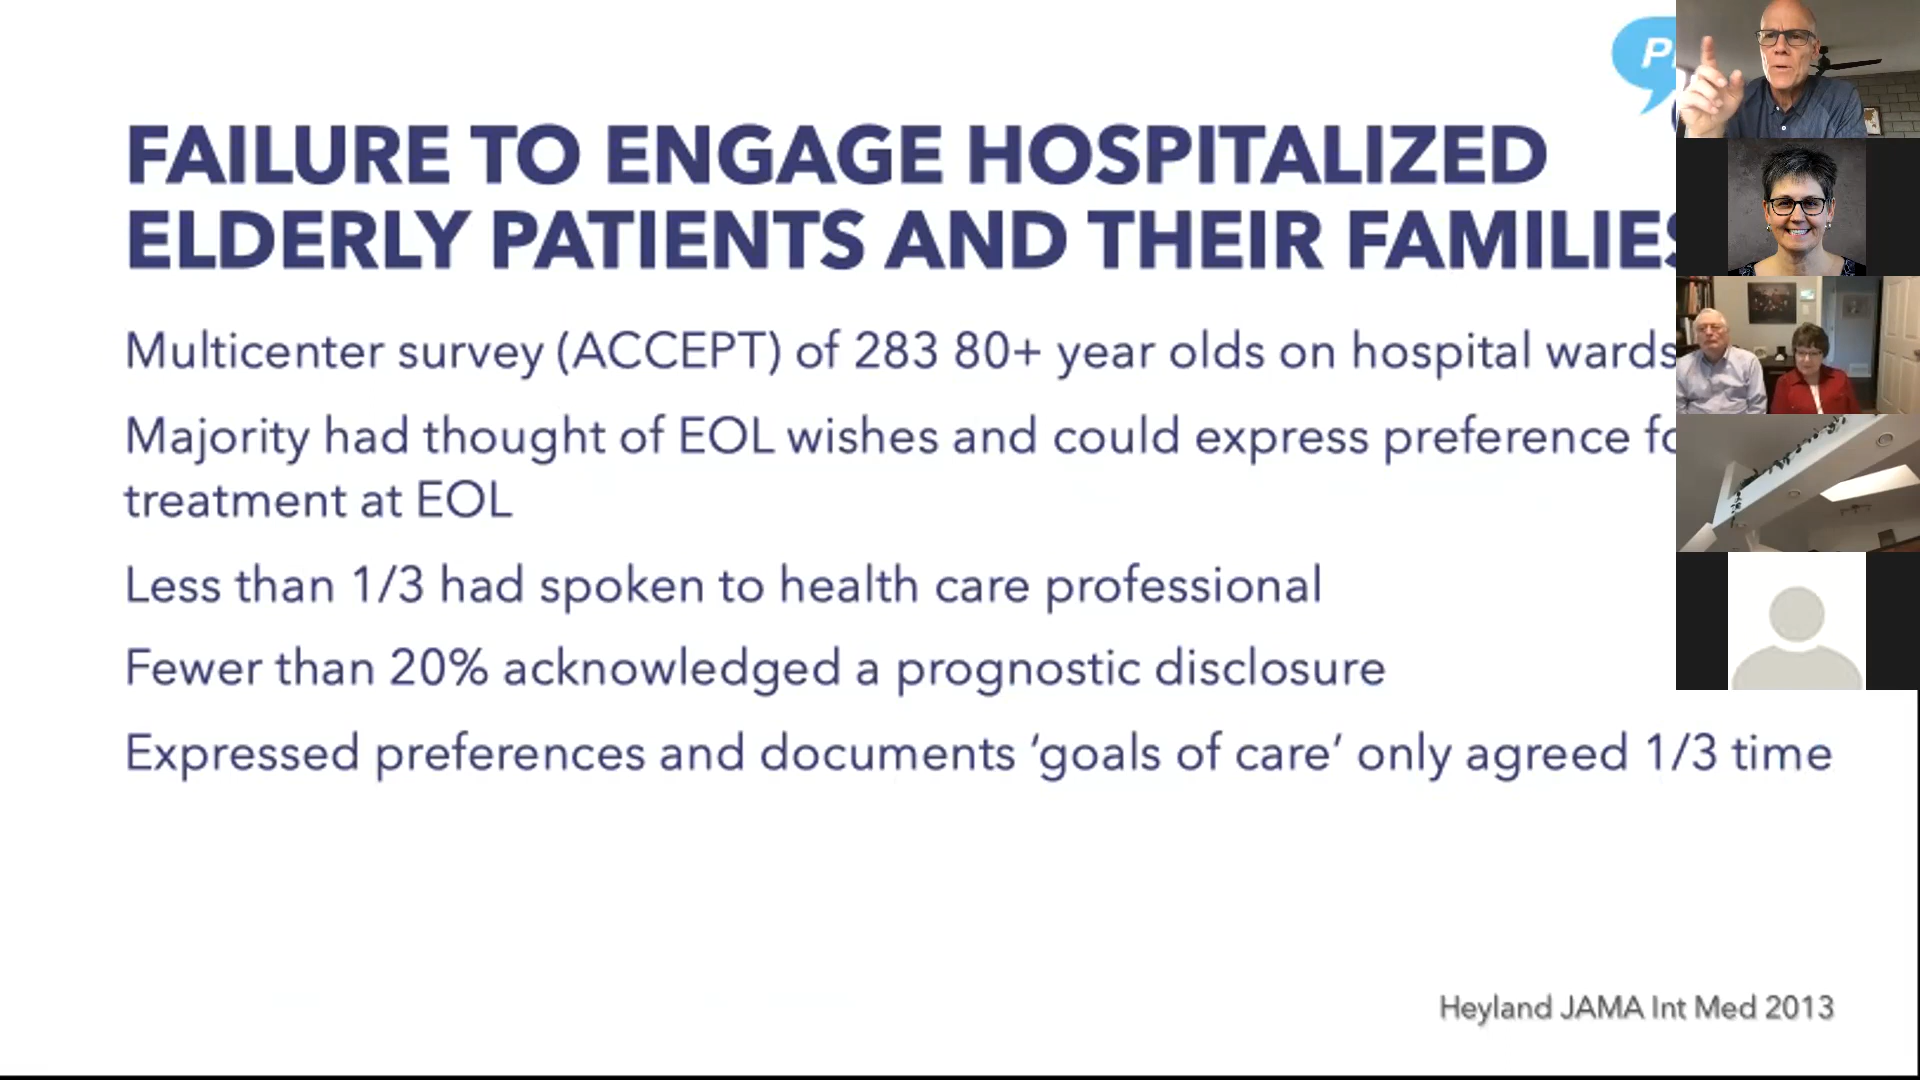 FAILURE TO ENGAGE HOSPITALIZED
ELDERLY PATIENTS AND THEIR FAMILIES
Multicenter survey (ACCEPT) of 283 80+ year olds on hospital wards
Majority had thought of EOL wishes and could express preference
treatment at EOL
Less than 1/3 had spoken to health care professional
Fewer than 20% acknowledged a prognostic disclosure
Expressed preferences and documents ‘goals of care’ only agreed 1/3 time
Heyland JAMA Int Med 2013